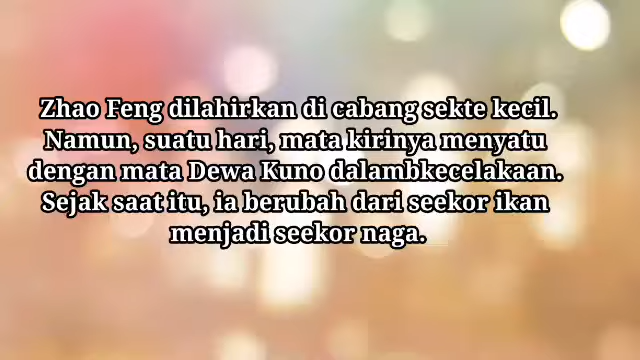 Zhao Feng dilahirkan di cabang sekte kecil.
Namun, suatu hari, mata kirinya menyatu
dengan mata Dewa Kuno dalambkecelakaan.
Sejak saat itu, ia berubah dari seekor ikan
menjadi seekor naga.